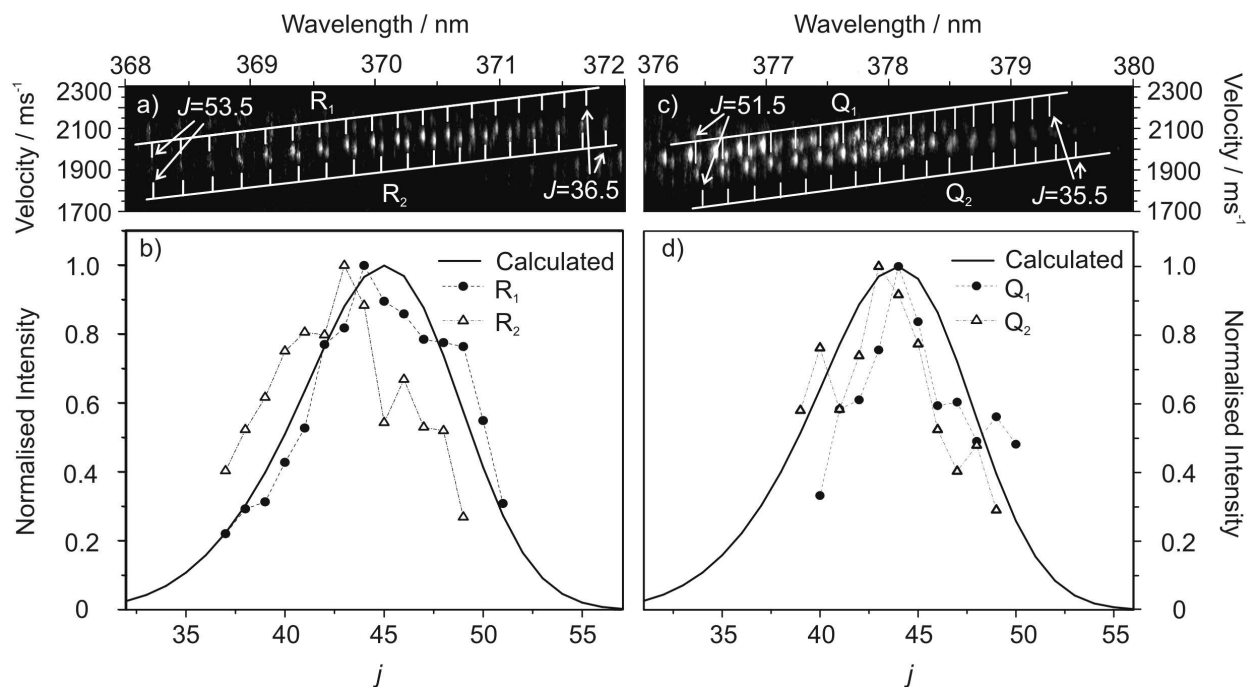 Wavelength / nm
Wavelength / nm
368 369 370 371 372
376 377 378 379 380
2300
2100
1900
1700
Velocity / ms⁻¹
a)
J=53.5
R₁
R₂
J=36.5
c)
J=51.5
Q₁
Q₂
J=35.5
2300
2100
1900
1700
Velocity / ms⁻¹
b)
Calculated
R₁
R₂
1.0
0.8
0.6
0.4
0.2
0
Normalised Intensity
35 40 45 50 55
j
d)
Calculated
Q₁
Q₂
1.0
0.8
0.6
0.4
0.2
0
Normalised Intensity
35 40 45 50 55
j